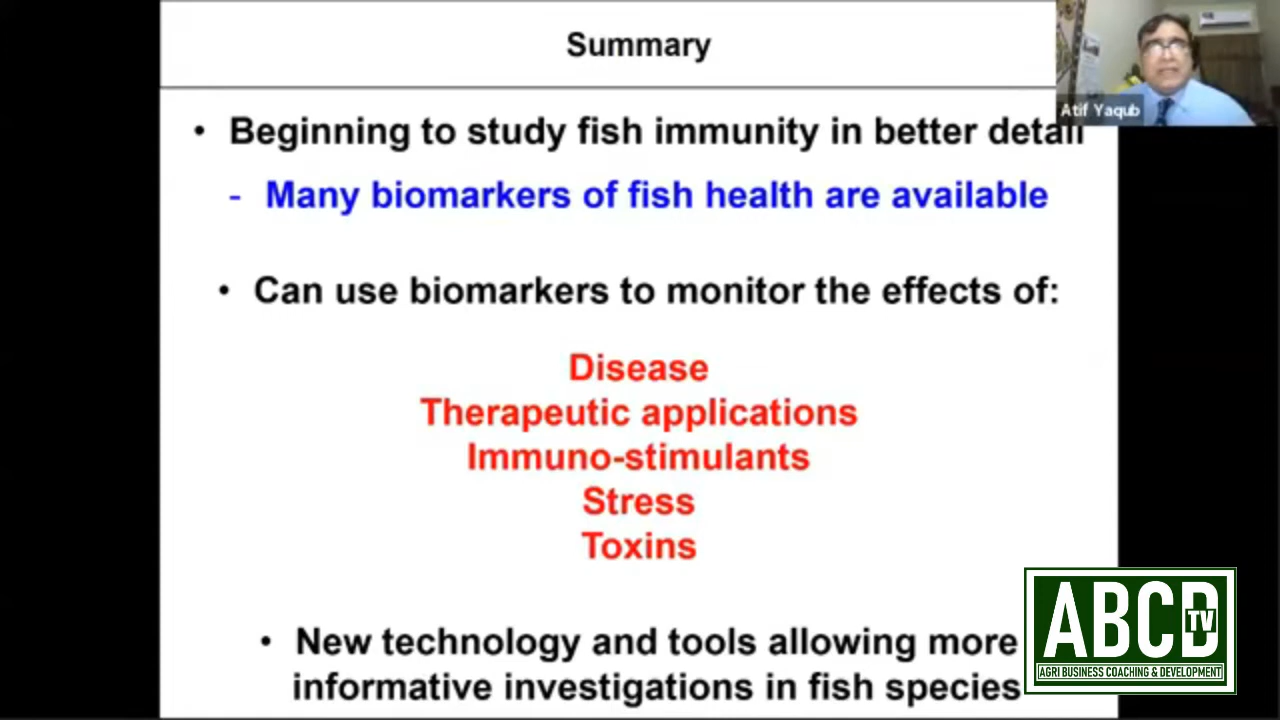 Summary
Atif Yaqub
• Beginning to study fish immunity in better detail
- Many biomarkers of fish health are available
• Can use biomarkers to monitor the effects of:
Disease
Therapeutic applications
Immuno-stimulants
Stress
Toxins
• New technology and tools allowing more
informative investigations in fish species
ABCD
TV
AGRI BUSINESS COACHING & DEVELOPMENT